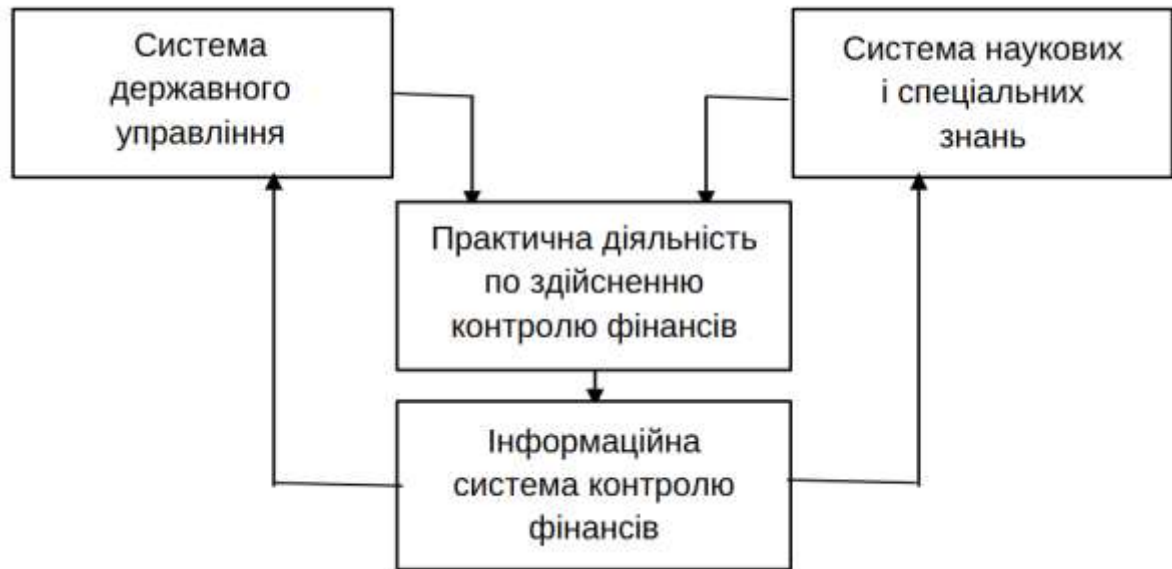 Система
державного
управління
Система наукових
і спеціальних
знань
Практична діяльність
по здійсненню
контролю фінансів
Інформаційна
система контролю
фінансів